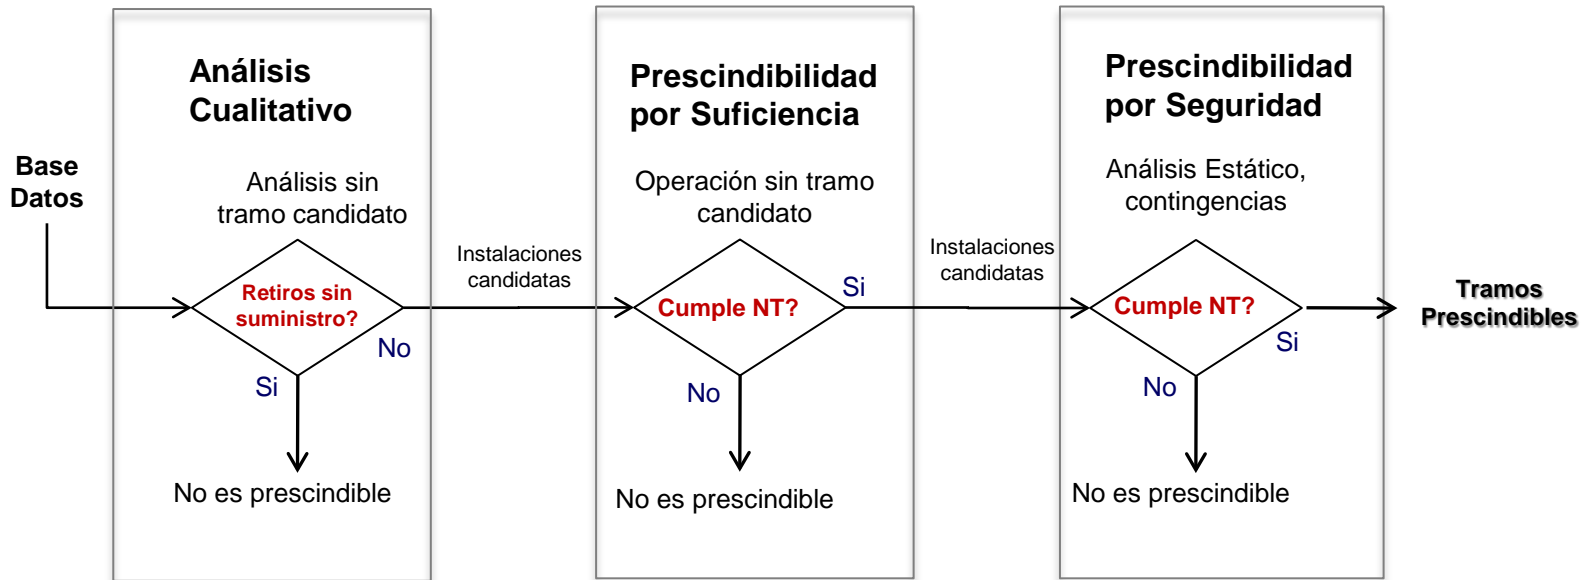 Base
Datos
Análisis
Cualitativo
Análisis sin
tramo candidato
Retiros sin
suministro?
No
Si
No es prescindible
Instalaciones
candidatas
Prescindibilidad
por Suficiencia
Operación sin tramo
candidato
Cumple NT?
Si
No
No es prescindible
Instalaciones
candidatas
Prescindibilidad
por Seguridad
Análisis Estático,
contingencias
Cumple NT?
Si
No
No es prescindible
Tramos
Prescindibles